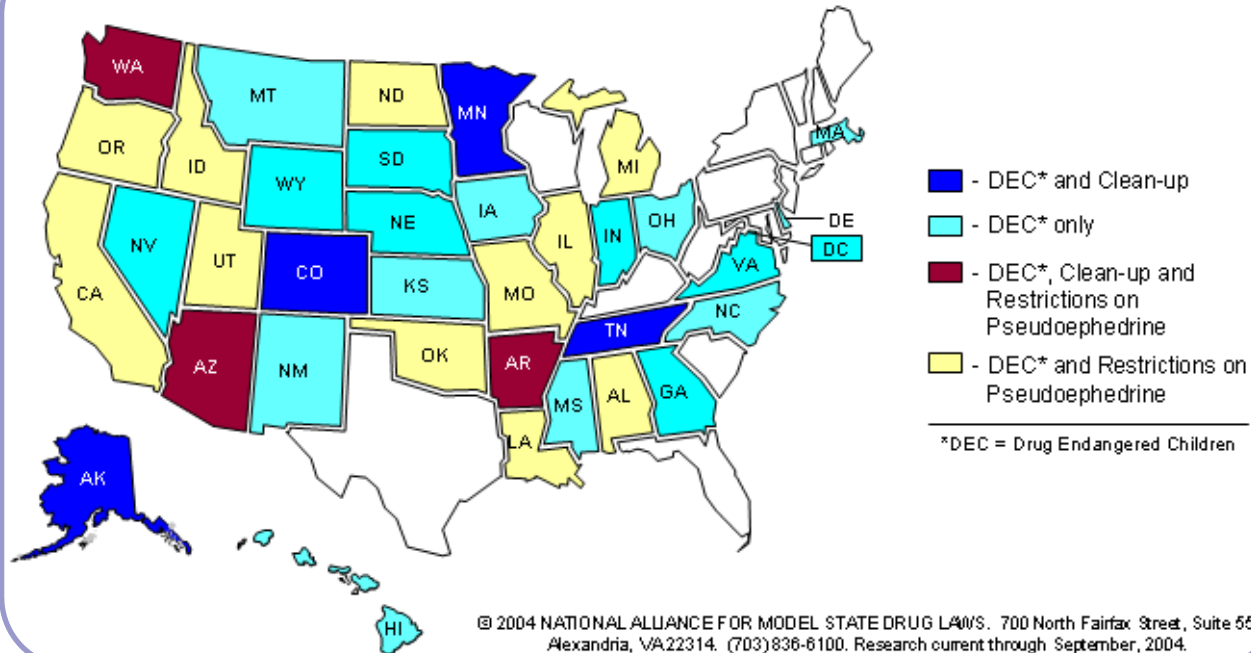 WA
MT
ND
MN
OR
ID
SD
WY
MI
MA
IA
NE
NV
UT
CO
IL
IN
OH
DE
DC
VA
CA
KS
MO
NC
TN
AZ
NM
OK
AR
MS
AL
GA
LA
AK
HI
- DEC* and Clean-up
- DEC* only
- DEC*, Clean-up and
Restrictions on
Pseudoephedrine
- DEC* and Restrictions on
Pseudoephedrine
*DEC = Drug Endangered Children
© 2004 NATIONAL ALLIANCE FOR MODEL STATE DRUG LAWS. 700 North Fairfax Street, Suite 55
Alexandria, VA 22314. (703) 836-6100. Research current through September, 2004.